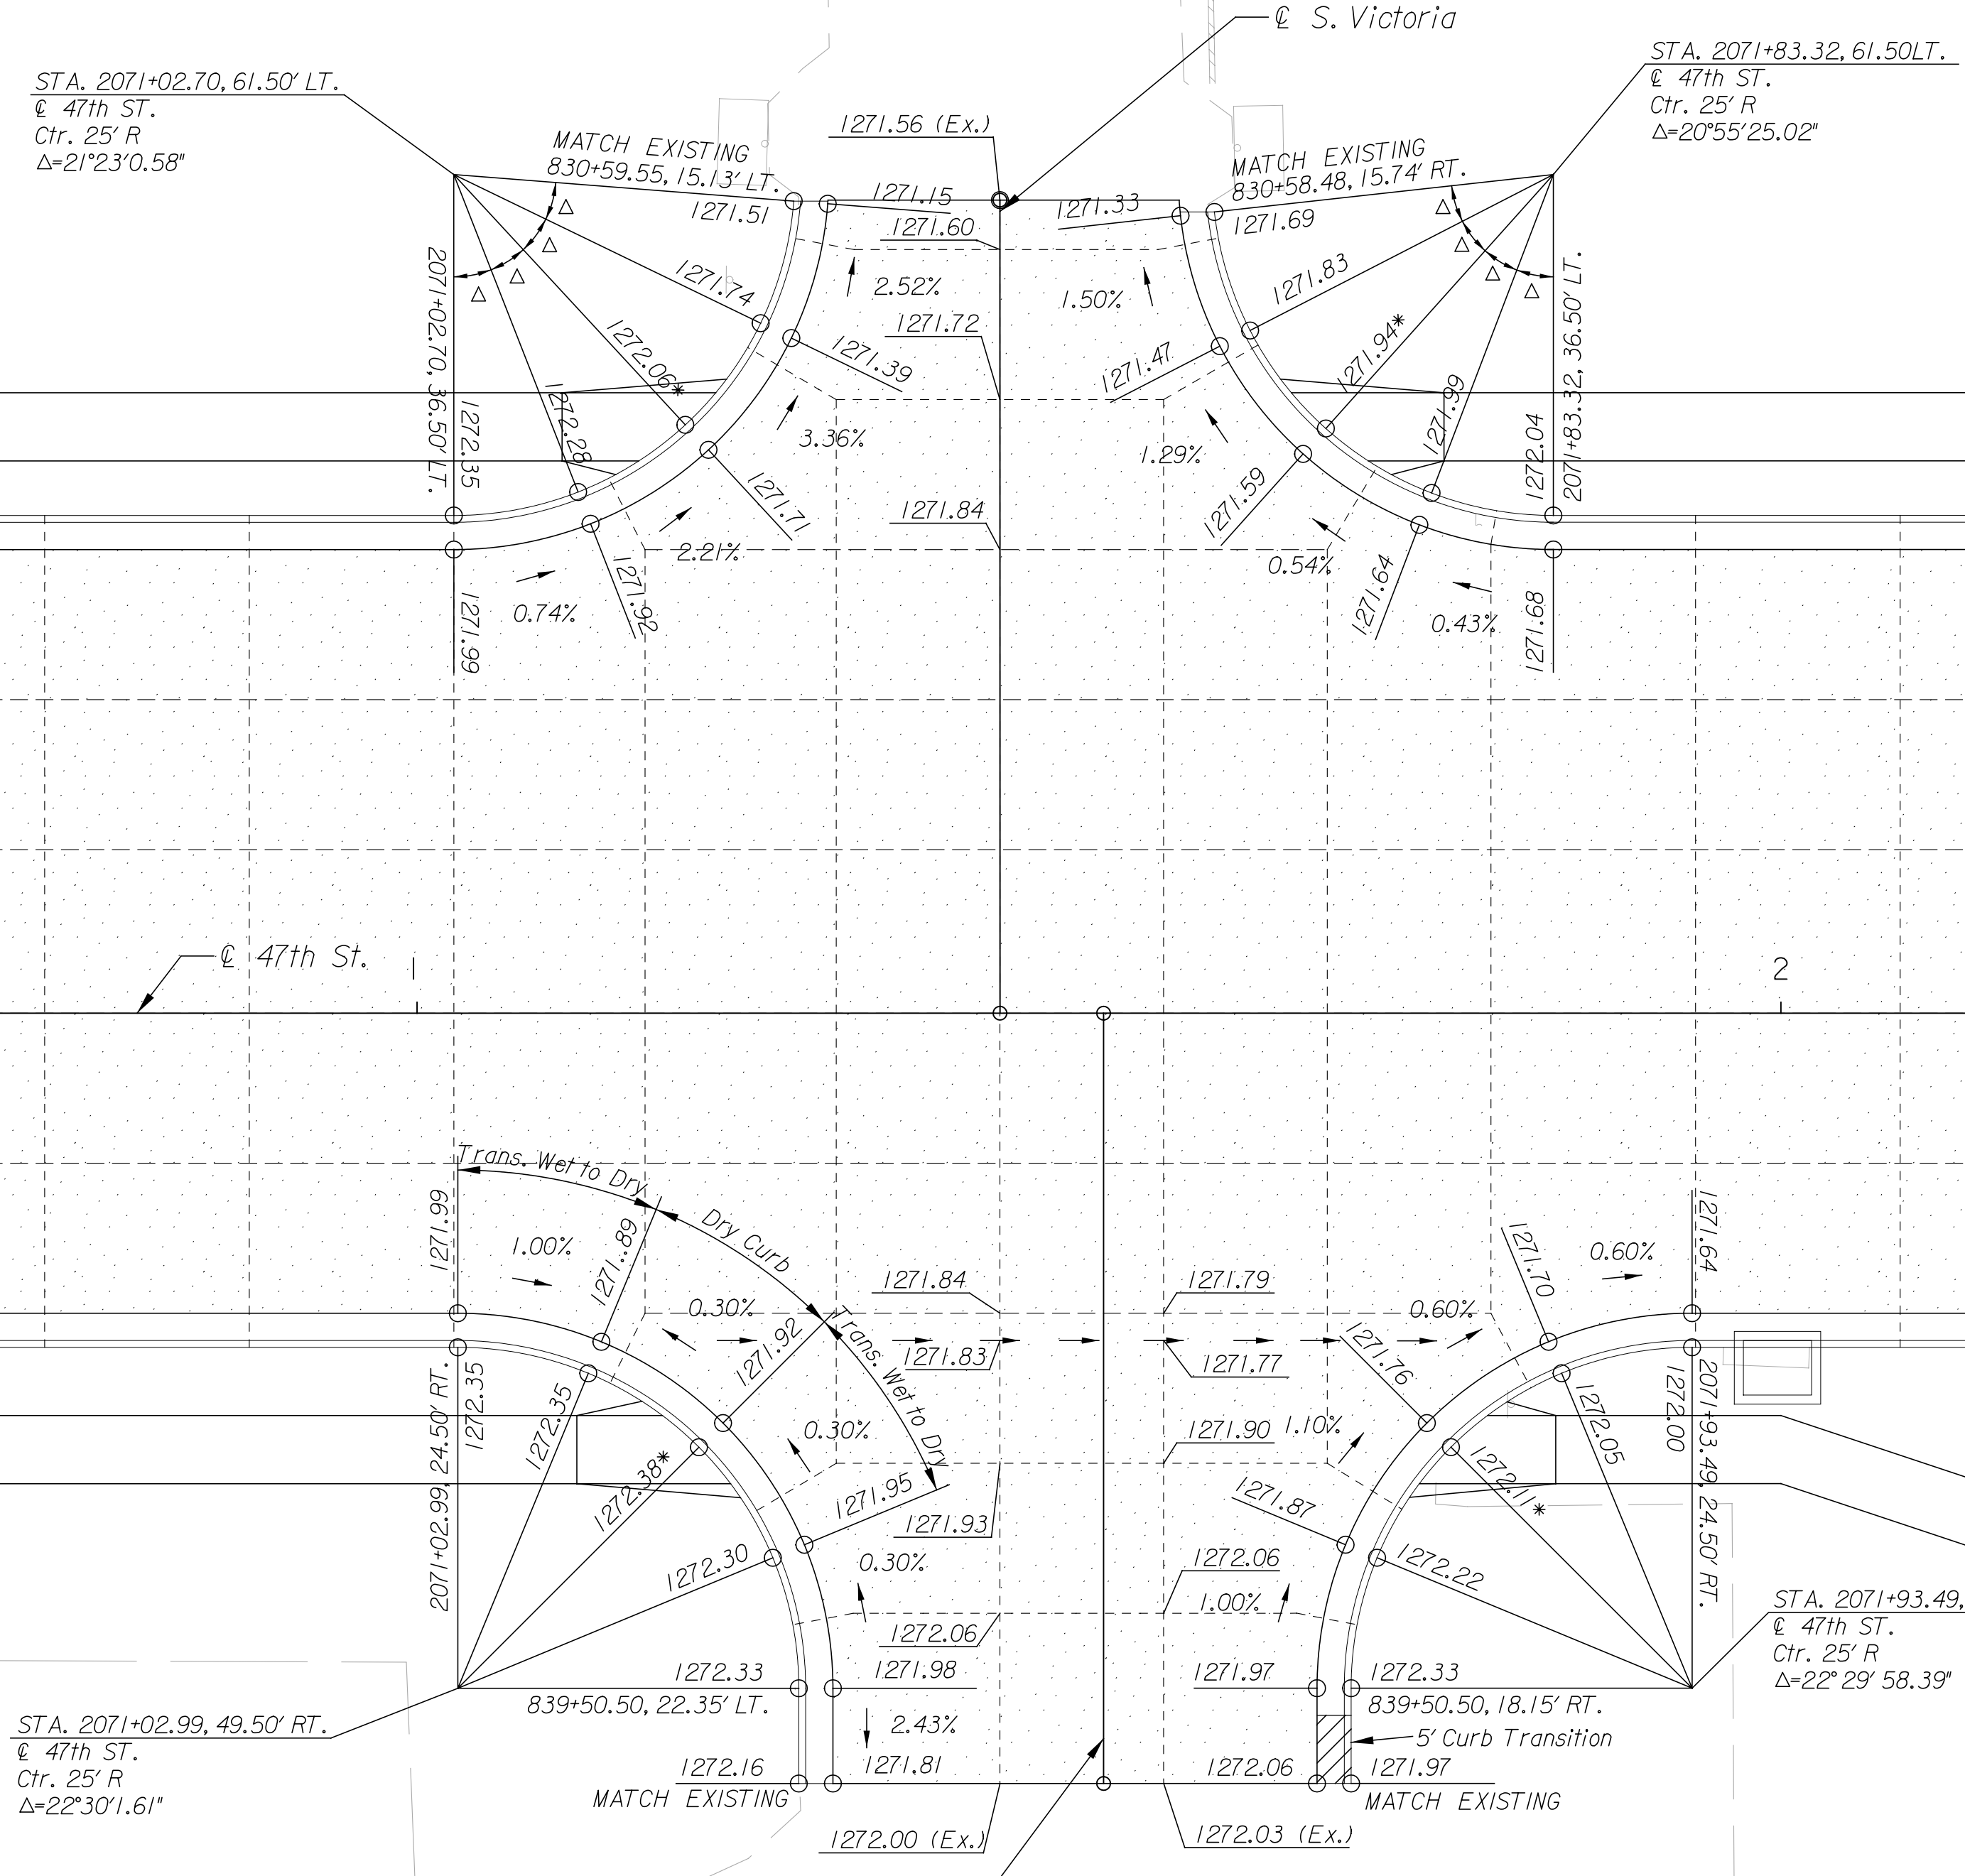 ℄ S. Victoria
STA. 2071+02.70, 61.50' LT.
℄ 47th ST.
Ctr. 25' R
Δ=21°23'0.58"
STA. 2071+83.32, 61.50LT.
℄ 47th ST.
Ctr. 25' R
Δ=20°55'25.02"
MATCH EXISTING
830+59.55, 15.13' LT.
1271.51
1271.56 (Ex.)
1271.15
1271.60
1271.33
MATCH EXISTING
830+58.48, 15.74' RT.
1271.69
Δ
Δ
Δ
Δ
Δ
Δ
Δ
Δ
2071+02.70, 36.50' LT.
1272.35
1272.28
1272.06*
1271.74
2.52%
1.50%
1271.72
1271.39
1271.47
1271.83
1271.94*
1271.99
1272.04
2071+83.32, 36.50' LT.
3.36%
1.29%
1271.71
1271.84
1271.59
2.21%
0.54%
1271.92
0.74%
1271.99
1271.64
0.43%
1271.68
℄ 47th St.
1
2
Trans. Wet to Dry
Dry Curb
Trans. Wet to Dry
1271.99
1.00%
1271.89
0.30%
1271.92
1271.84
1271.79
1271.83
1271.77
0.60%
1271.70
0.60%
1271.64
1271.76
2071+02.99, 24.50' RT.
1272.35
1272.35
1272.38*
0.30%
1271.95
1271.90
1.10%
1271.93
1271.87
1272.11*
1272.05
1272.00
2071+93.49, 24.50' RT.
1272.30
0.30%
1272.06
1.00%
1272.22
1272.06
1272.33
839+50.50, 22.35' LT.
1271.98
1271.97
1272.33
839+50.50, 18.15' RT.
STA. 2071+93.49,
℄ 47th ST.
Ctr. 25' R
Δ=22°29'58.39"
STA. 2071+02.99, 49.50' RT.
℄ 47th ST.
Ctr. 25' R
Δ=22°30'1.61"
2.43%
5' Curb Transition
1272.16
MATCH EXISTING
1271.81
1272.06
1271.97
MATCH EXISTING
1272.00 (Ex.)
1272.03 (Ex.)